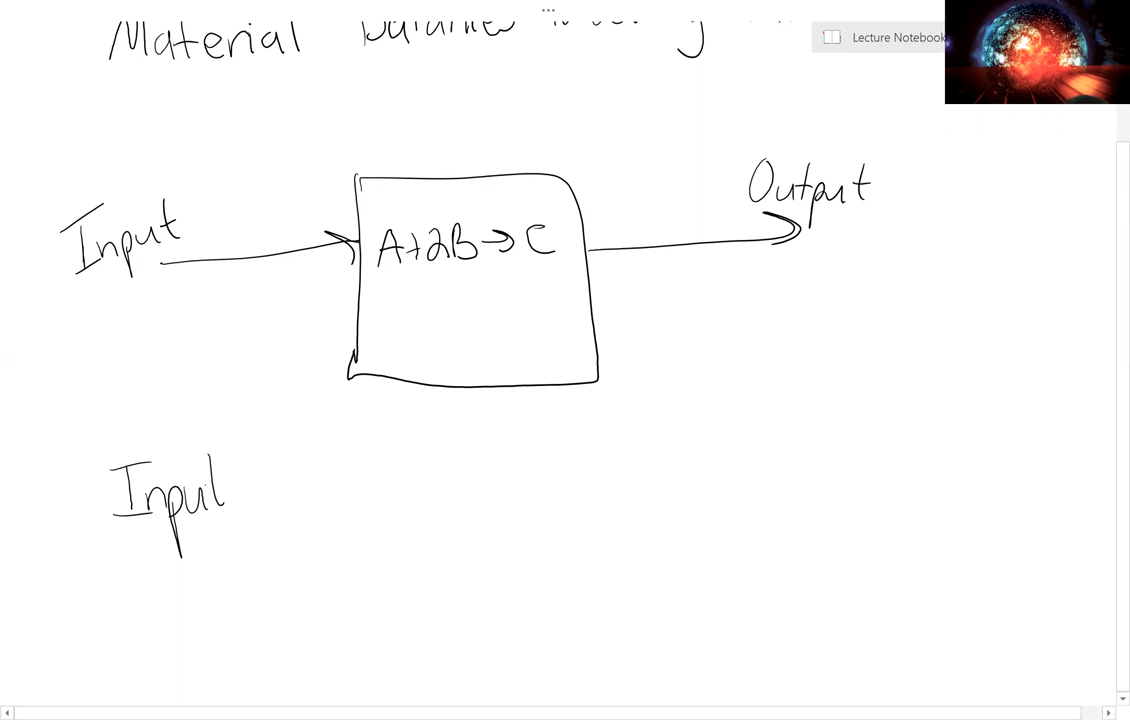 Material
Lecture Notebook
Output
Input
A+2B→C
Input